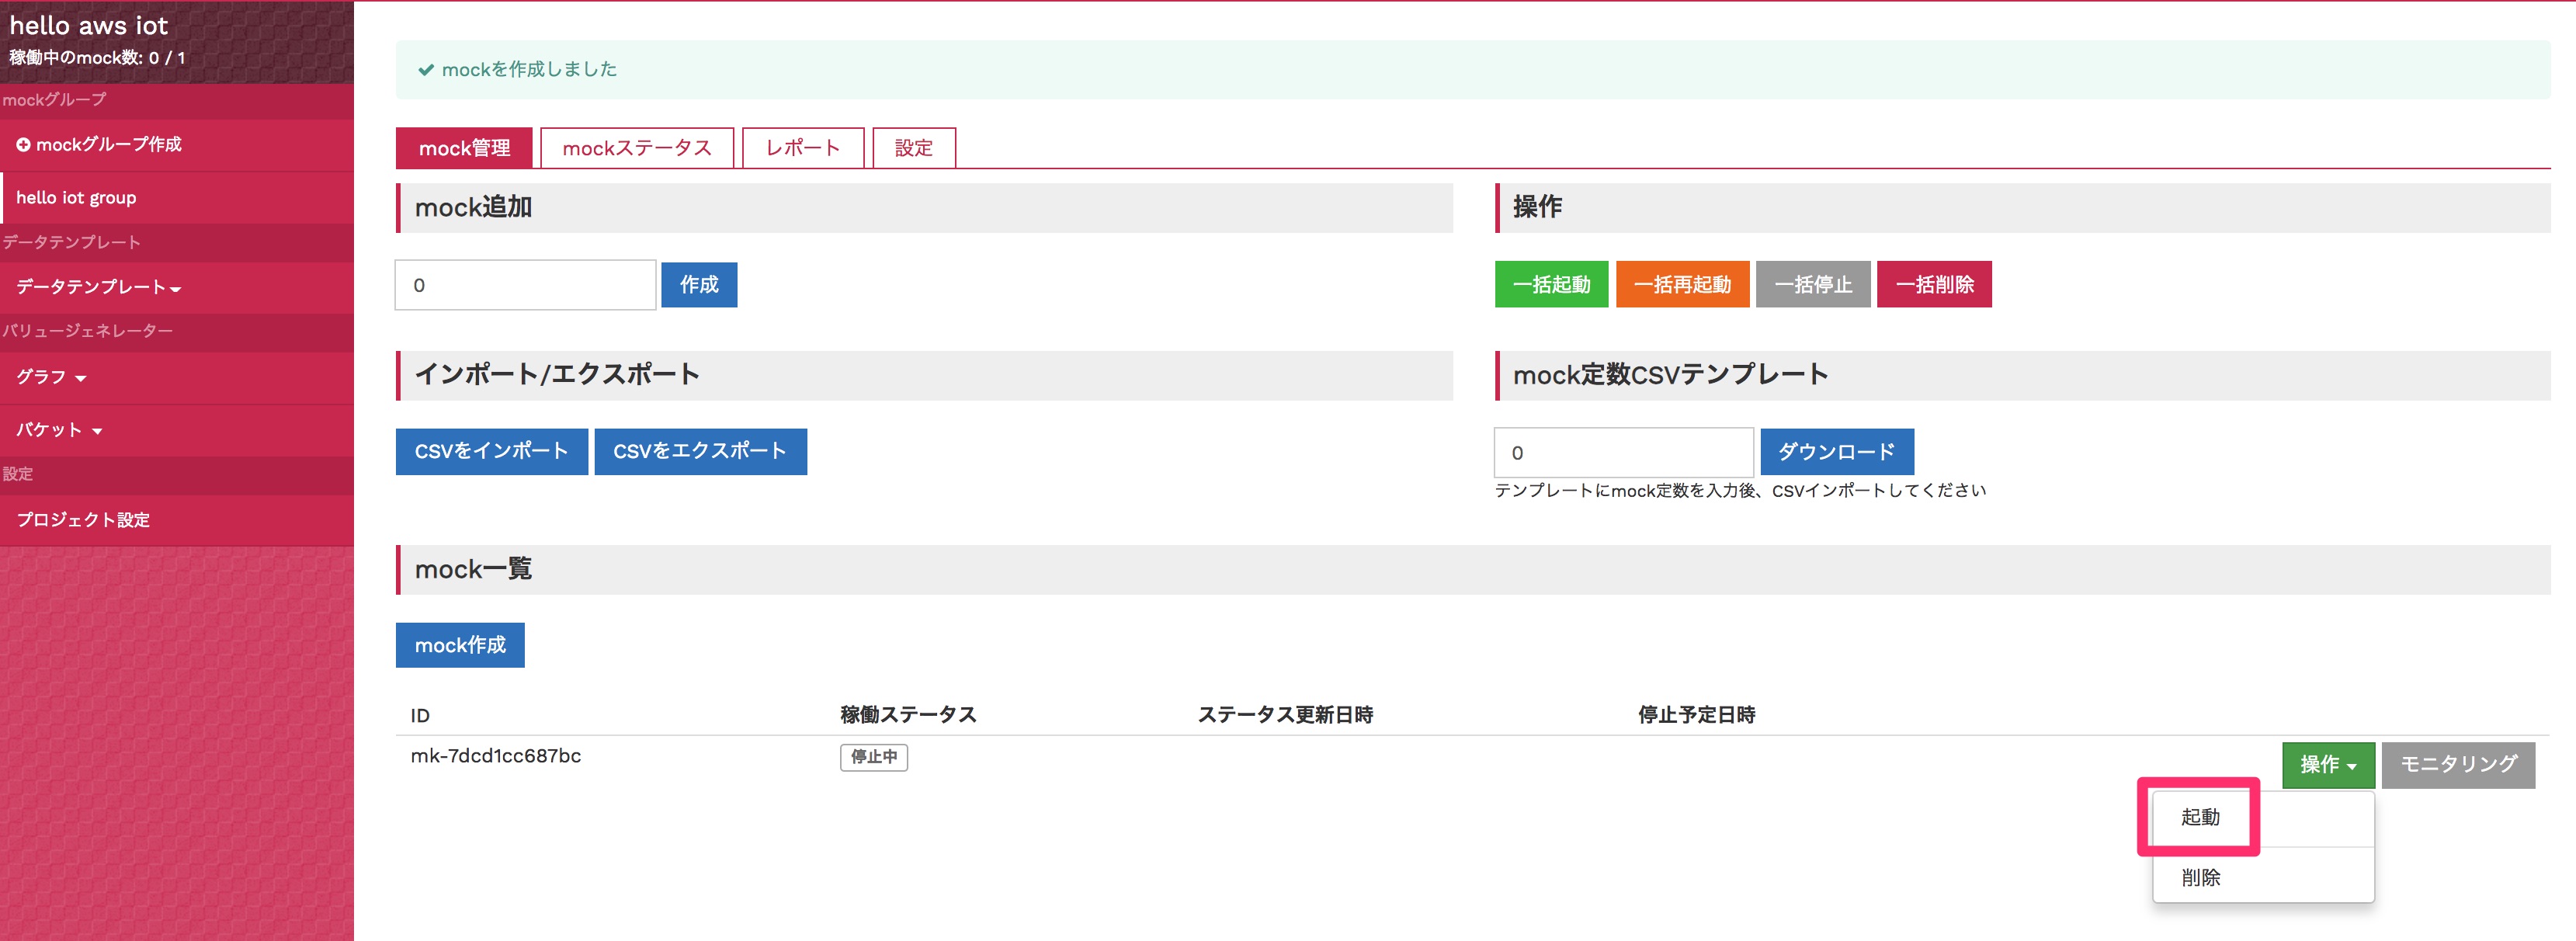 hello aws iot
稼働中のmock数: 0 / 1
mockグループ
mockグループ作成
hello iot group
データテンプレート
データテンプレート
バリュージェネレーター
グラフ
バケット
設定
プロジェクト設定
mockを作成しました
mock管理 mockステータス レポート 設定
mock追加
0 作成
操作
一括起動 一括再起動 一括停止 一括削除
インポート/エクスポート
CSVをインポート CSVをエクスポート
mock定数CSVテンプレート
0 ダウンロード
テンプレートにmock定数を入力後、CSVインポートしてください
mock一覧
mock作成
ID 稼働ステータス ステータス更新日時 停止予定日時
mk-7dcd1cc687bc 停止中 操作 モニタリング
起動
削除